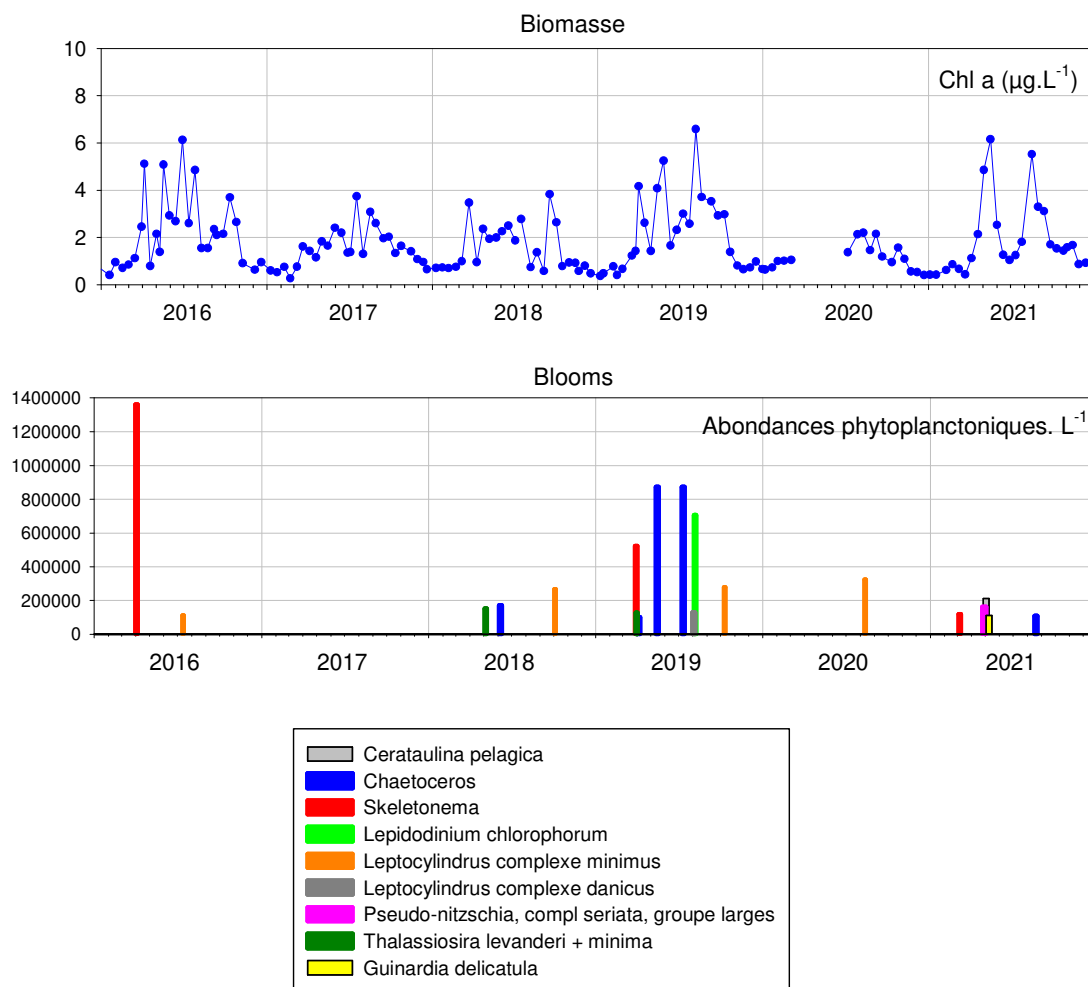 Biomasse
10
Chl a (µg.L-1)
8
6
4
2
0
2016 2017 2018 2019 2020 2021
Blooms
1400000
Abondances phytoplanctoniques. L-1
1200000
1000000
800000
600000
400000
200000
0
2016 2017 2018 2019 2020 2021
Cerataulina pelagica
Chaetoceros
Skeletonema
Lepidodinium chlorophorum
Leptocylindrus complexe minimus
Leptocylindrus complexe danicus
Pseudo-nitzschia, compl seriata, groupe larges
Thalassiosira levanderi + minima
Guinardia delicatula